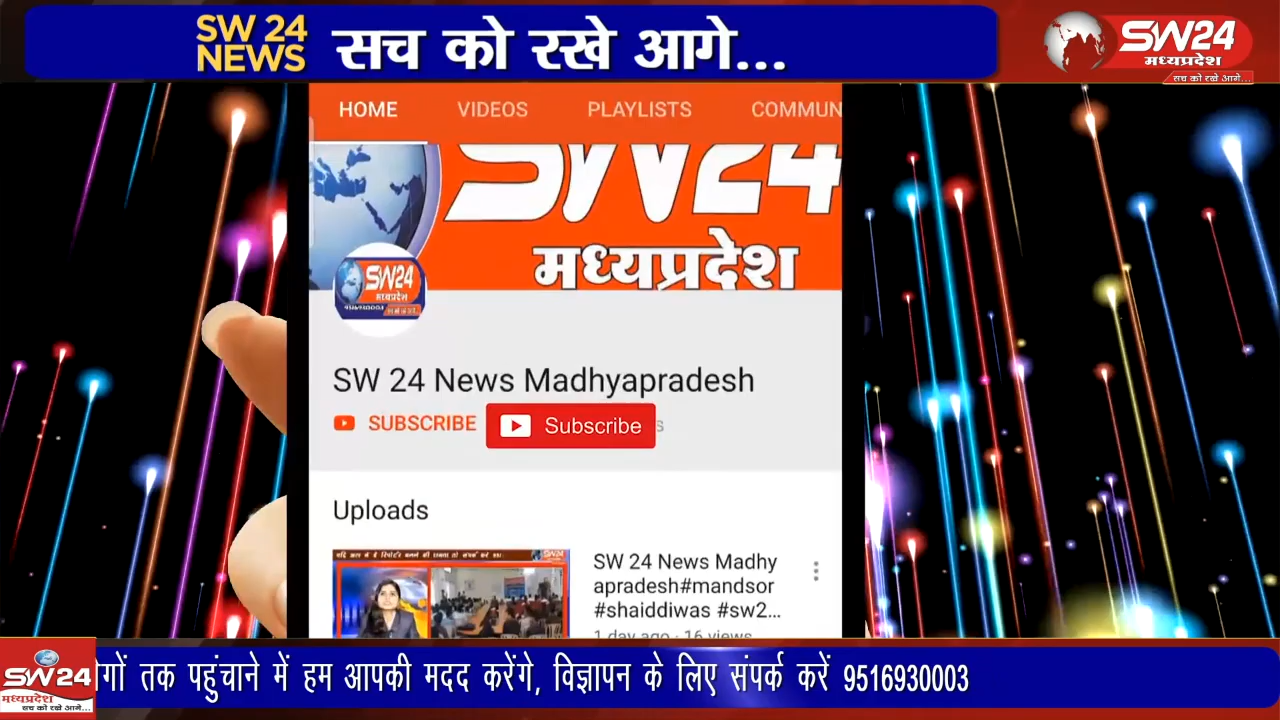 SW 24
NEWS
सच को रखे आगे...
SW24
मध्यप्रदेश
सच को रखे आगे...
HOME VIDEOS PLAYLISTS COMMUN
SW24
मध्यप्रदेश
SW24
मध्यप्रदेश
SW 24 News Madhyapradesh
SUBSCRIBE
Subscribe
s
Uploads
SW24
SW 24 News Madhy
apradesh#mandsor
#shaiddiwas #sw2...
1 day ago · 16 views
SW24
मध्यप्रदेश
सच को रखे आगे...
गों तक पहुंचाने में हम आपकी मदद करेंगे, विज्ञापन के लिए संपर्क करें 9516930003